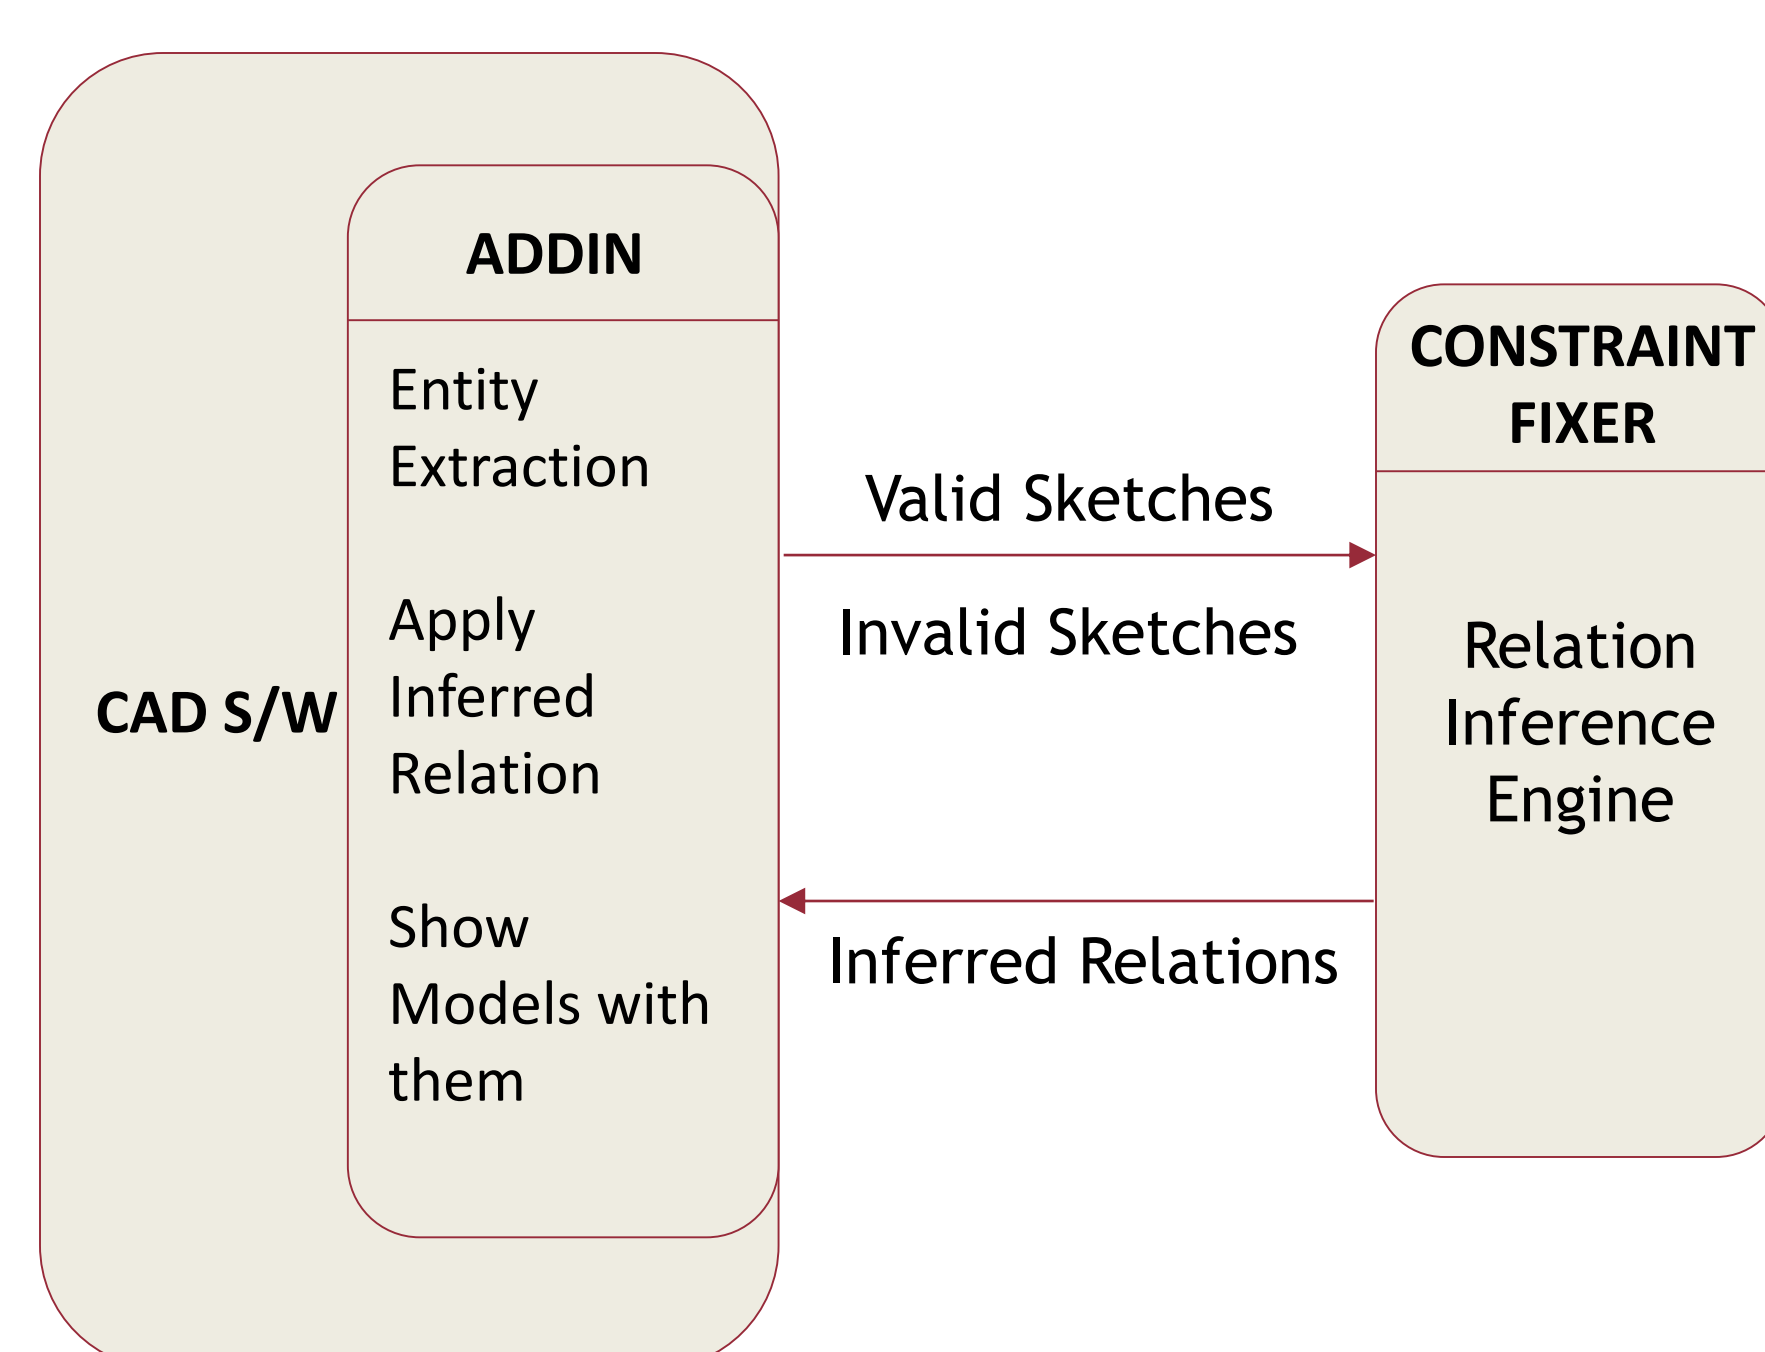 CAD S/W
ADDIN
Entity
Extraction
Apply
Inferred
Relation
Show
Models with
them
Valid Sketches
Invalid Sketches
Inferred Relations
CONSTRAINT
FIXER
Relation
Inference
Engine